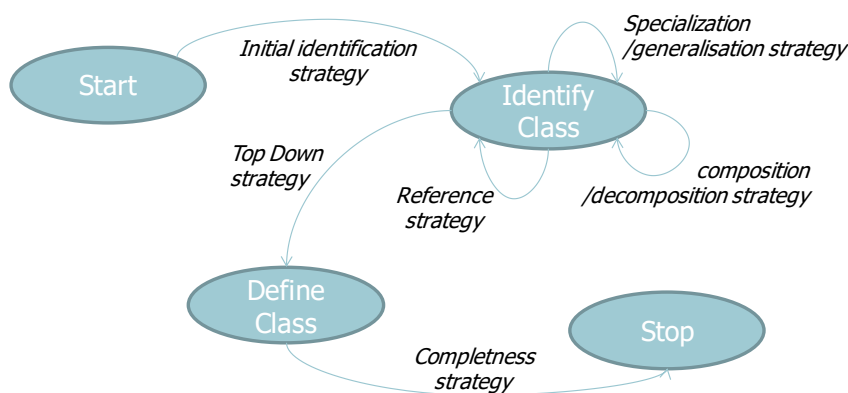 Specialization
/generalisation strategy
Initial identification
strategy
Start
Identify
Class
Top Down
strategy
Reference
strategy
composition
/decomposition strategy
Define
Class
Stop
Completness
strategy